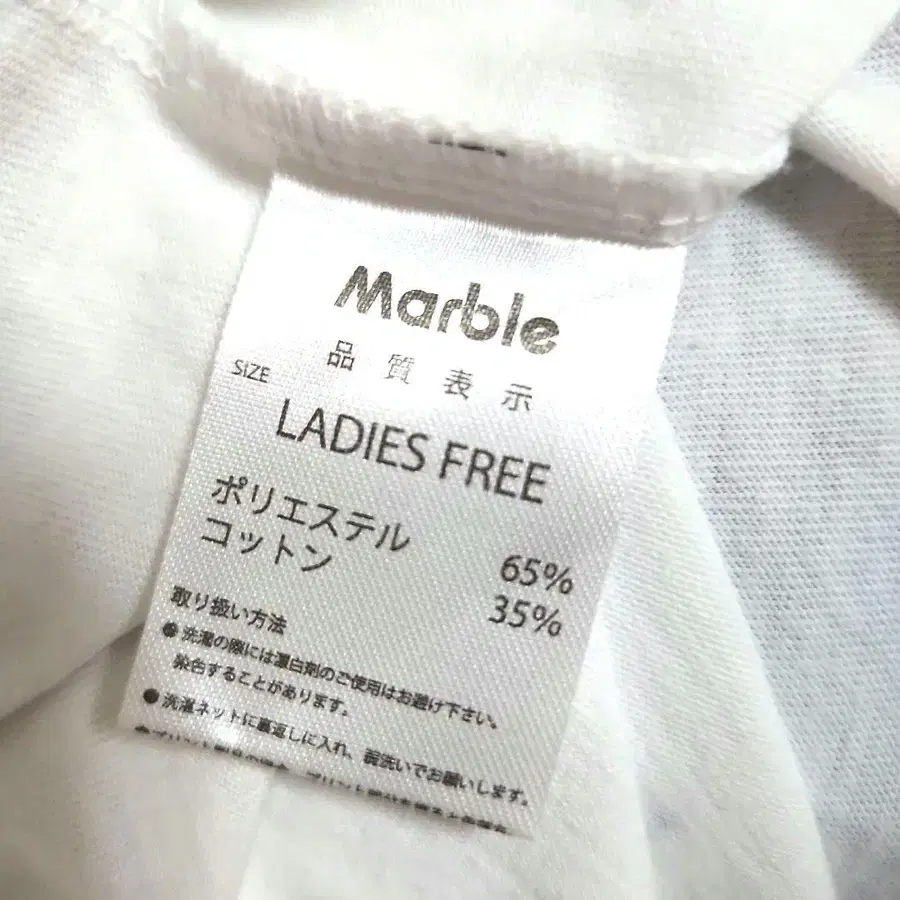 Marble
品質表示
SIZE
LADIES FREE
ポリエステル 65%
コットン 35%
取り扱い方法
●洗濯の際には漂白剤のご使用はお避け下さい。
染色することがあります。
●洗濯ネットに裏返しに入れ、弱洗いでお願いします。